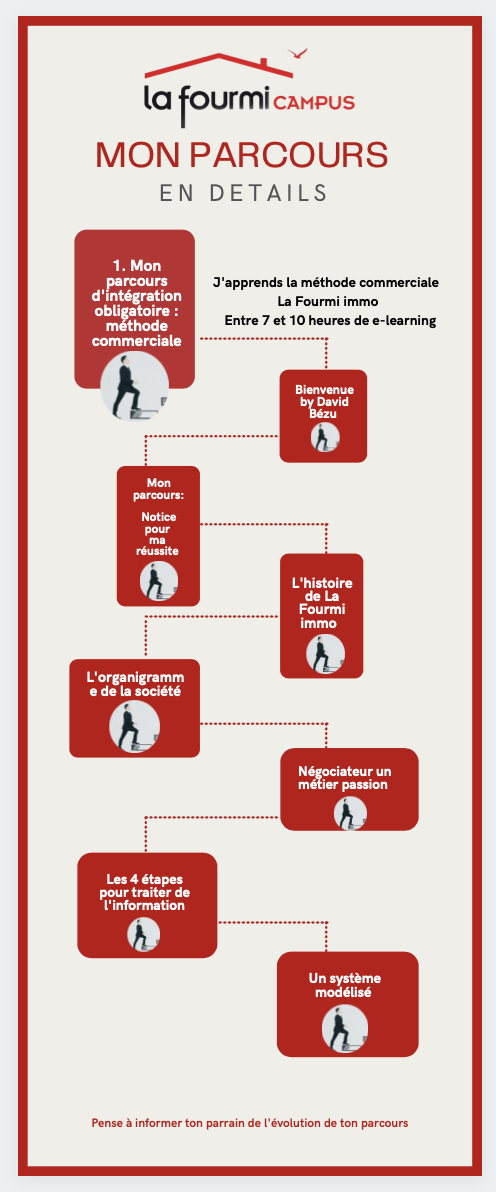 la fourmi CAMPUS
MON PARCOURS
EN DETAILS
1. Mon
parcours
d'intégration
obligatoire :
méthode
commerciale
J'apprends la méthode commerciale
La Fourmi immo
Entre 7 et 10 heures de e-learning
Bienvenue
by David
Bézu
Mon
parcours:
Notice
pour
ma
réussite
L'histoire
de La
Fourmi
immo
L'organigramm
e de la société
Négociateur un
métier passion
Les 4 étapes
pour traiter de
l'information
Un système
modélisé
Pense à informer ton parrain de l'évolution de ton parcours